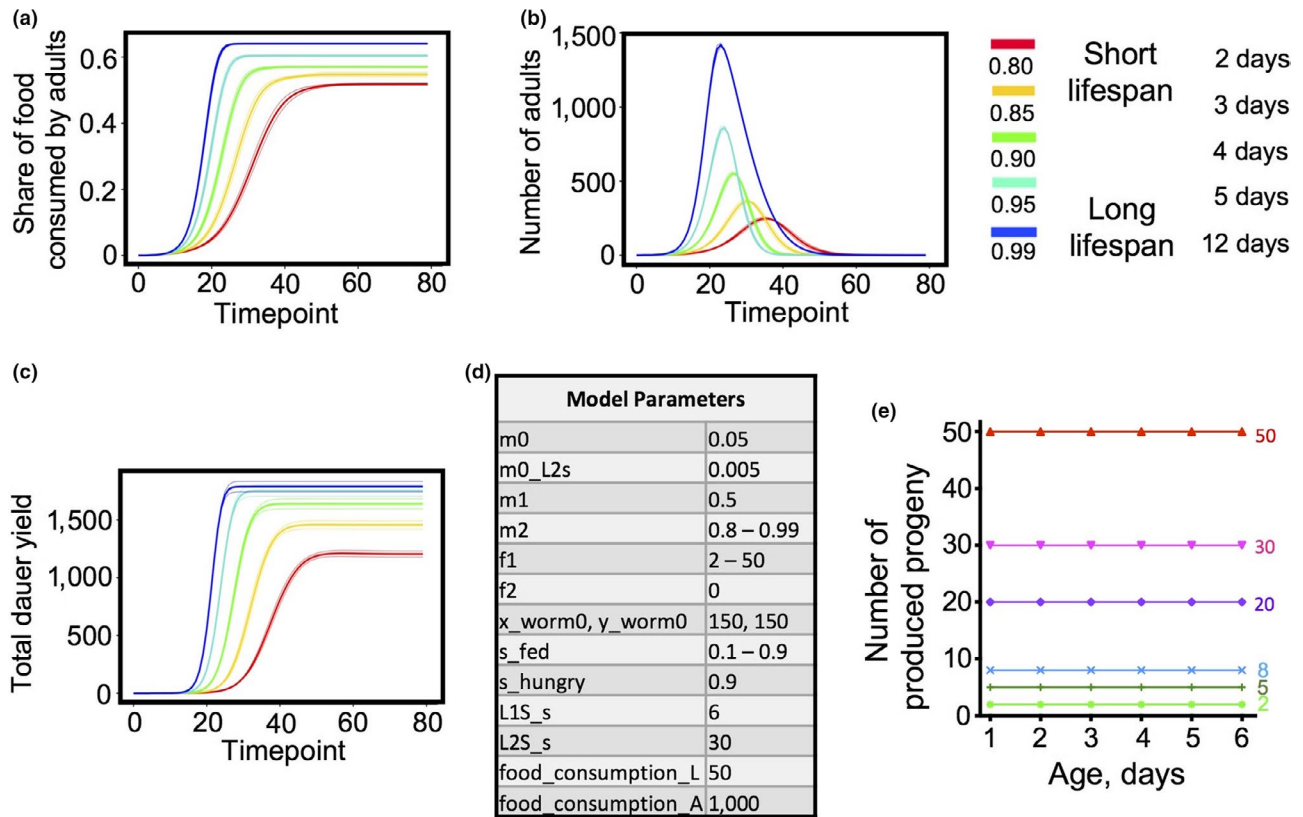 (a)
Share of food
consumed by adults
0.6
0.4
0.2
0
0 20 40 60 80
Timepoint
(b)
Number of adults
1,500
1,000
500
0
0 20 40 60 80
Timepoint
0.80
0.85
0.90
0.95
0.99
Short
lifespan
Long
lifespan
2 days
3 days
4 days
5 days
12 days
(c)
Total dauer yield
1,500
1,000
500
0
0 20 40 60 80
Timepoint
(d)
Model Parameters
m0 0.05
m0_L2s 0.005
m1 0.5
m2 0.8 – 0.99
f1 2 – 50
f2 0
x_worm0, y_worm0 150, 150
s_fed 0.1 – 0.9
s_hungry 0.9
L1S_s 6
L2S_s 30
food_consumption_L 50
food_consumption_A 1,000
(e)
Number of
produced progeny
50
40
30
20
10
0
50
30
20
8
5
2
1 2 3 4 5 6
Age, days